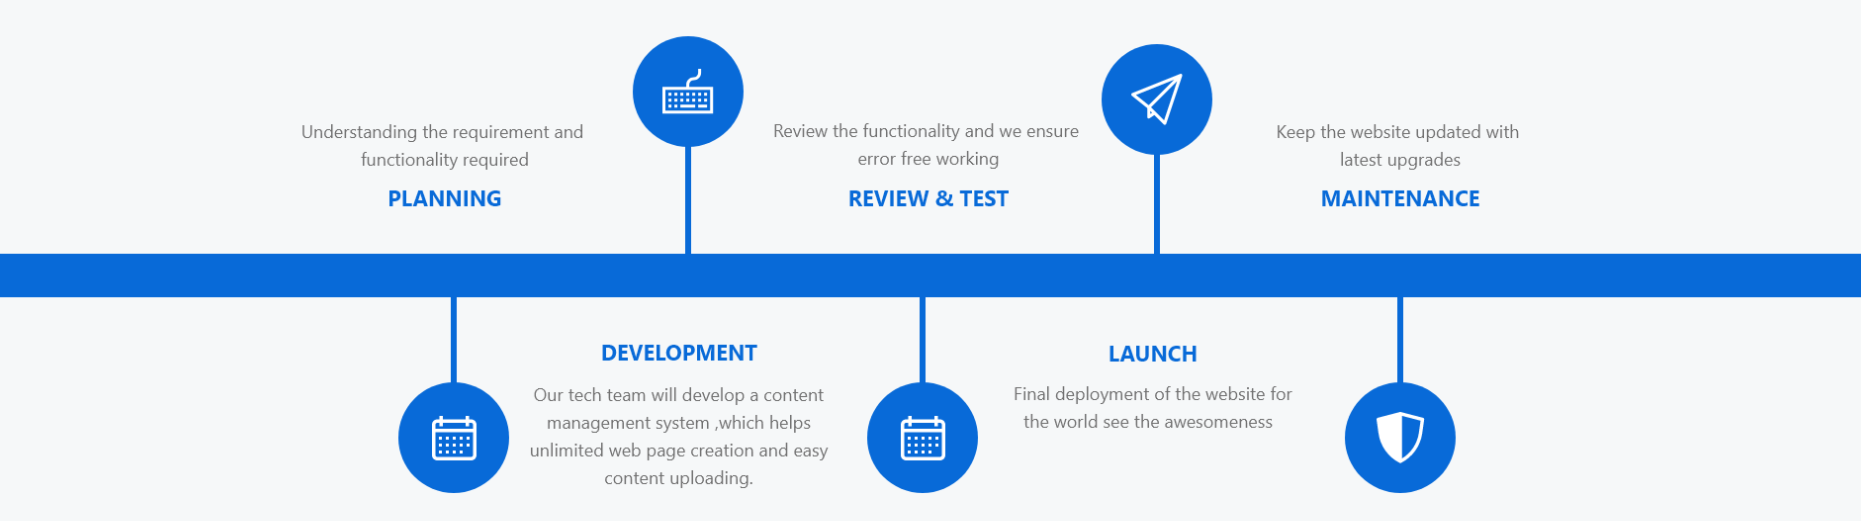 Understanding the requirement and
functionality required
PLANNING
DEVELOPMENT
Our tech team will develop a content
management system ,which helps
unlimited web page creation and easy
content uploading.
Review the functionality and we ensure
error free working
REVIEW & TEST
LAUNCH
Final deployment of the website for
the world see the awesomeness
Keep the website updated with
latest upgrades
MAINTENANCE